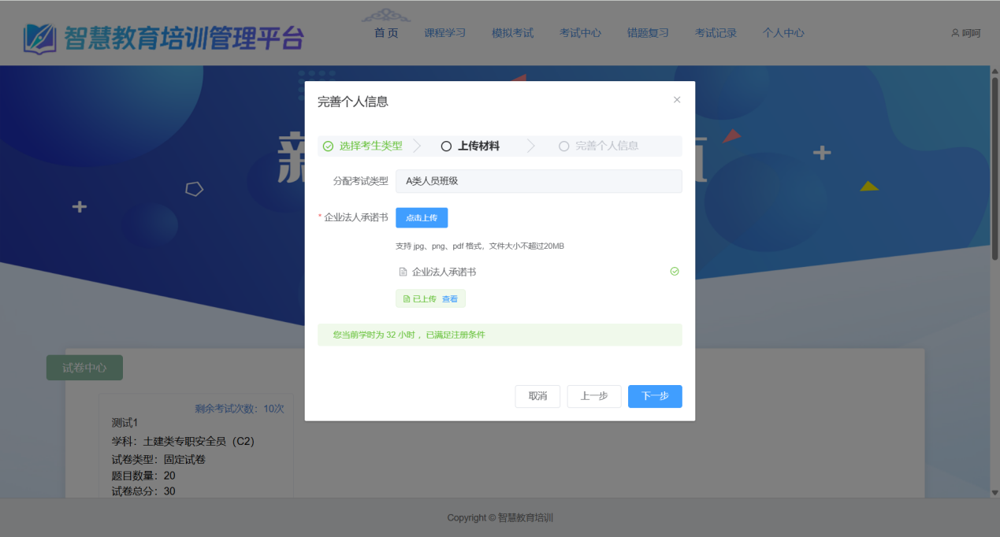 智慧教育培训管理平台
首 页 课程学习 模拟考试 考试中心 错题复习 考试记录 个人中心 呵呵
完善个人信息
选择考生类型 上传材料 完善个人信息
分配考试类型 A类人员班级
* 企业法人承诺书 点击上传
支持 jpg、png、pdf 格式，文件大小不超过20MB
企业法人承诺书
已上传 查看
您当前学时为 32 小时 ，已满足注册条件
取消 上一步 下一步
试卷中心
剩余考试次数：10次
测试1
学科：土建类专职安全员（C2）
试卷类型：固定试卷
题目数量：20
试卷总分：30
Copyright © 智慧教育培训